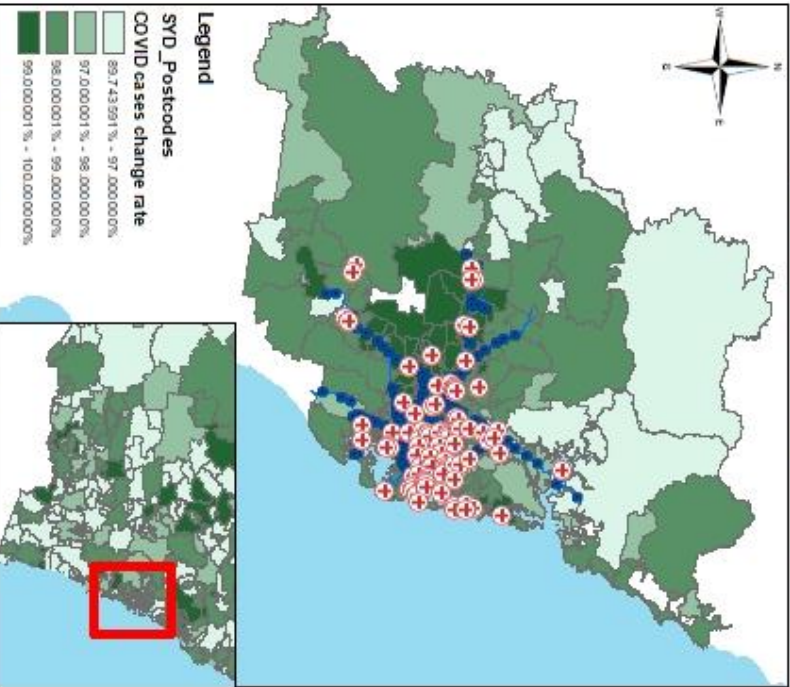 N
W E
S
Legend
SYD_Postcodes
COVID cases change rate
89.743591% - 97.000000%
97.000001% - 98.000000%
98.000001% - 99.000000%
99.000001% - 100.000000%